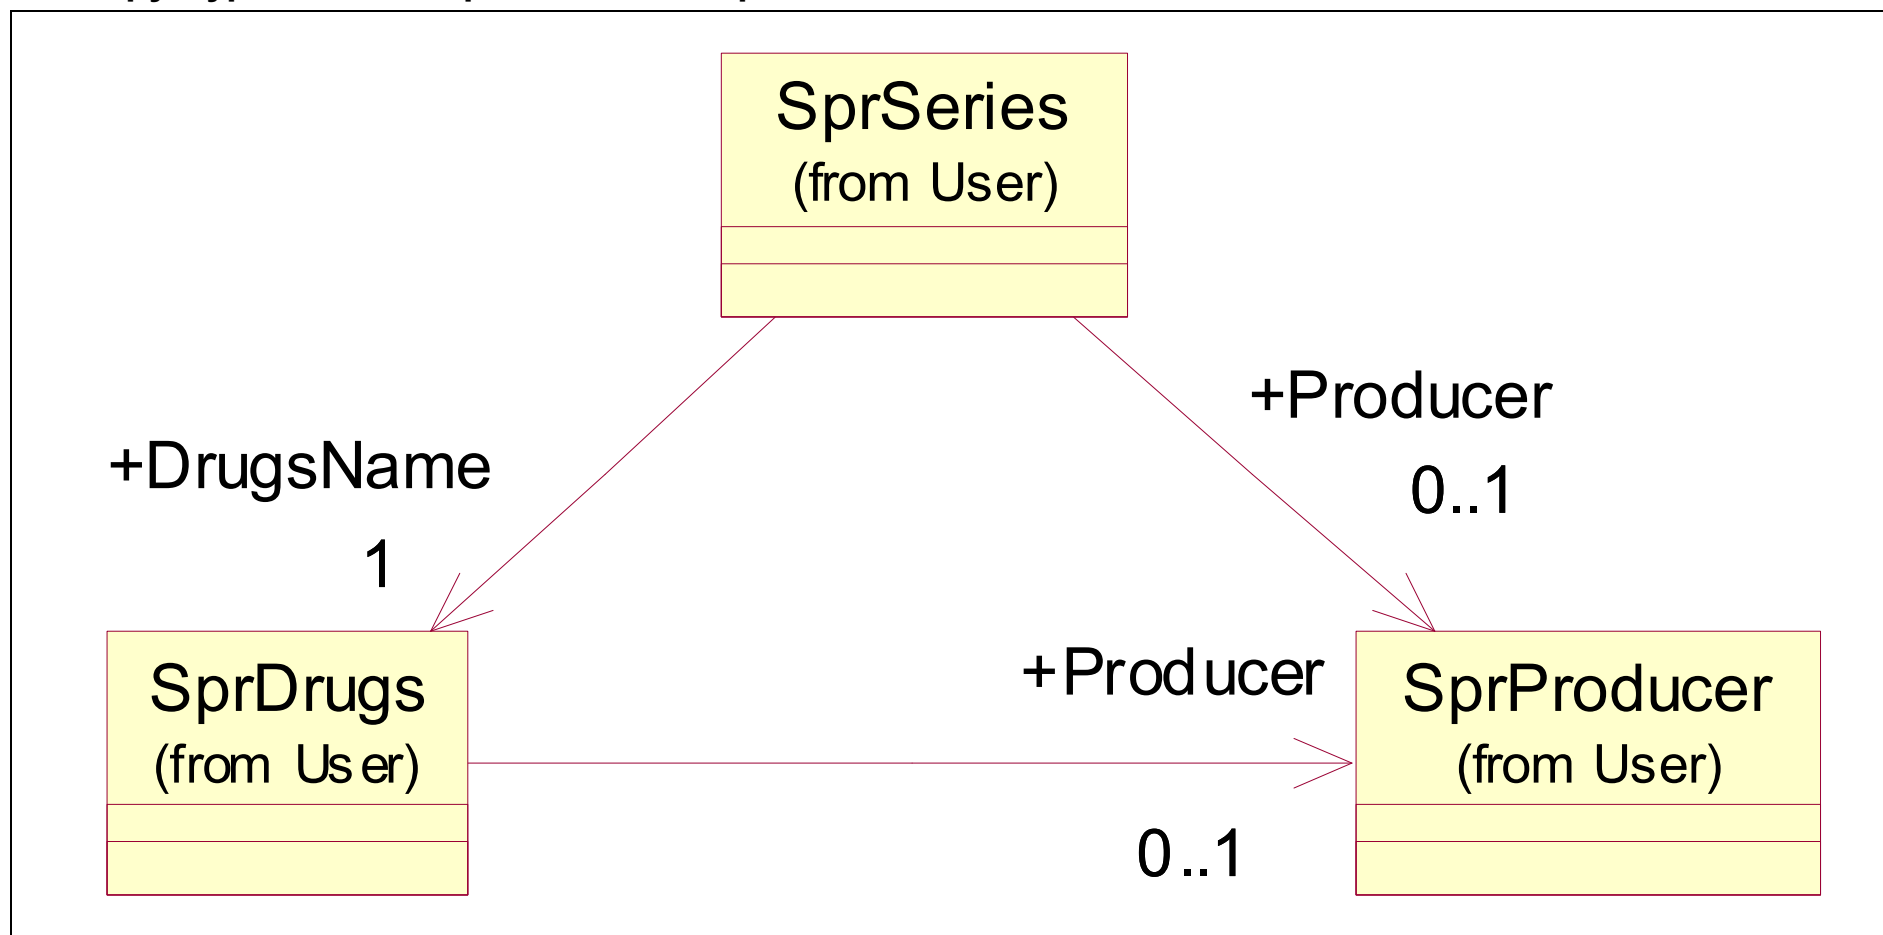 SprSeries
(from User)
+Producer
+DrugsName
0..1
1
+Producer
SprDrugs
(from User)
SprProducer
(from User)
0..1